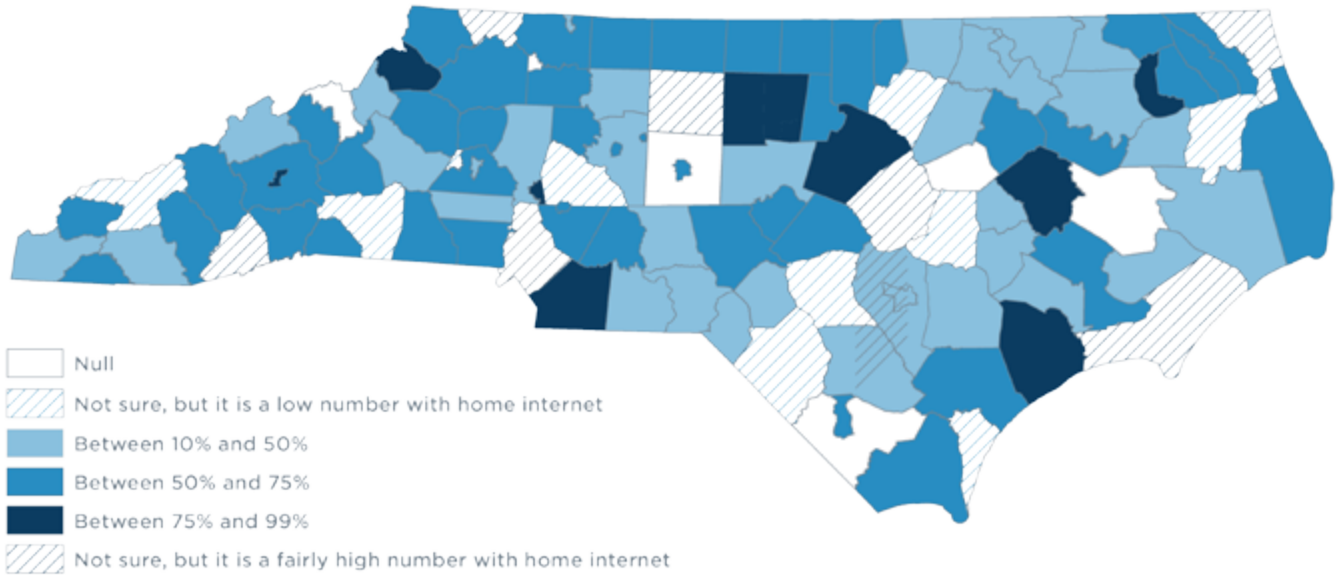 Null
Not sure, but it is a low number with home internet
Between 10% and 50%
Between 50% and 75%
Between 75% and 99%
Not sure, but it is a fairly high number with home internet